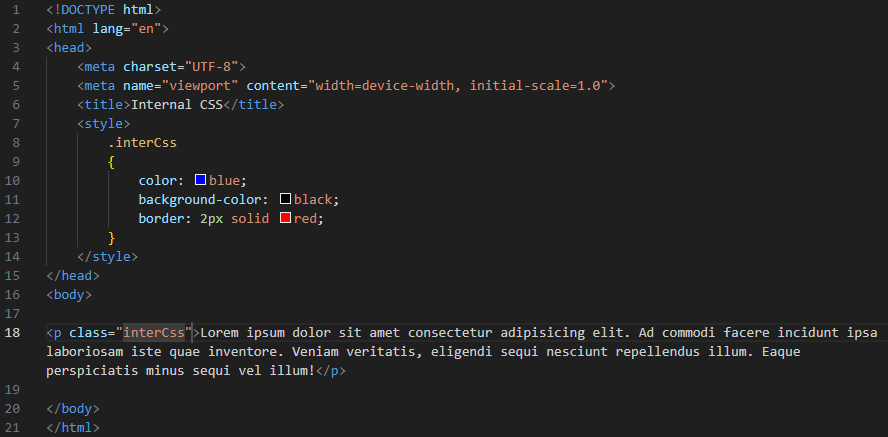 1 <!DOCTYPE html>
2 <html lang="en">
3 <head>
4     <meta charset="UTF-8">
5     <meta name="viewport" content="width=device-width, initial-scale=1.0">
6     <title>Internal CSS</title>
7     <style>
8         .interCss
9         {
10             color: blue;
11             background-color: black;
12             border: 2px solid red;
13         }
14     </style>
15 </head>
16 <body>
17
18 <p class="interCss">Lorem ipsum dolor sit amet consectetur adipisicing elit. Ad commodi facere incidunt ipsa
laboriosam iste quae inventore. Veniam veritatis, eligendi sequi nesciunt repellendus illum. Eaque
perspiciatis minus sequi vel illum!</p>
19
20 </body>
21 </html>